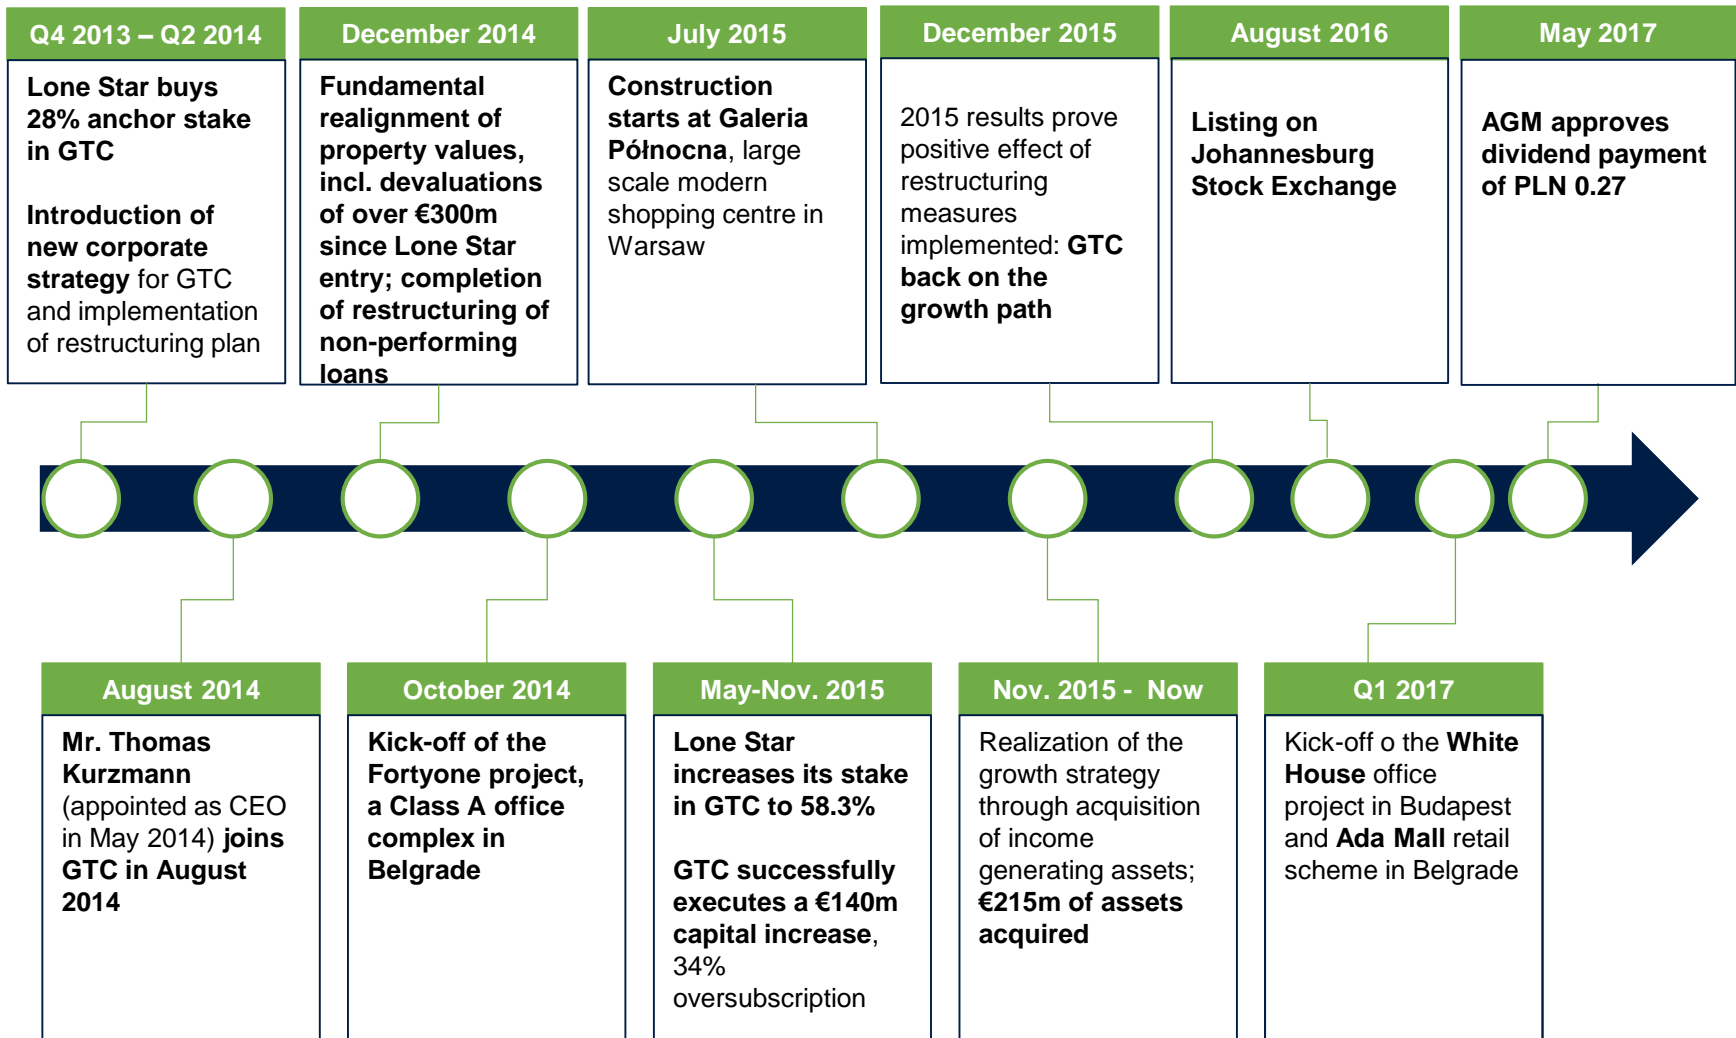 Q4 2013 – Q2 2014
Lone Star buys
28% anchor stake
in GTC
Introduction of
new corporate
strategy for GTC
and implementation
of restructuring plan
December 2014
Fundamental
realignment of
property values,
incl. devaluations
of over €300m
since Lone Star
entry; completion
of restructuring of
non-performing
loans
July 2015
Construction
starts at Galeria
Północna, large
scale modern
shopping centre in
Warsaw
December 2015
2015 results prove
positive effect of
restructuring
measures
implemented: GTC
back on the
growth path
August 2016
Listing on
Johannesburg
Stock Exchange
May 2017
AGM approves
dividend payment
of PLN 0.27
August 2014
Mr. Thomas
Kurzmann
(appointed as CEO
in May 2014) joins
GTC in August
2014
October 2014
Kick-off of the
Fortyone project,
a Class A office
complex in
Belgrade
May-Nov. 2015
Lone Star
increases its stake
in GTC to 58.3%
GTC successfully
executes a €140m
capital increase,
34%
oversubscription
Nov. 2015 - Now
Realization of the
growth strategy
through acquisition
of income
generating assets;
€215m of assets
acquired
Q1 2017
Kick-off o the White
House office
project in Budapest
and Ada Mall retail
scheme in Belgrade